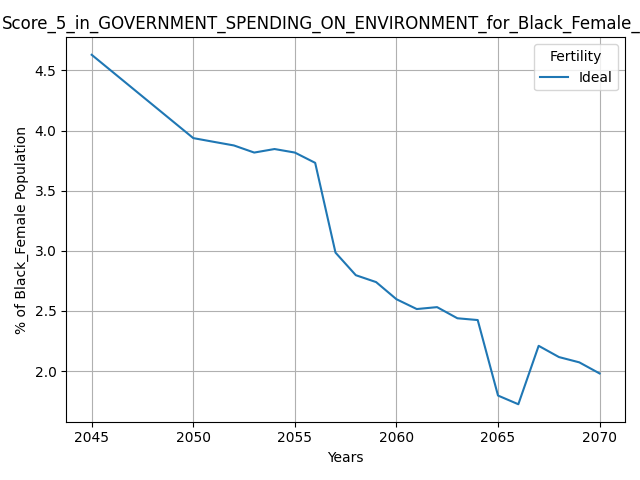 Score_5_in_GOVERNMENT_SPENDING_ON_ENVIRONMENT_for_Black_Female_
Fertility
Ideal
4.5
4.0
3.5
3.0
2.5
2.0
% of Black_Female Population
2045 2050 2055 2060 2065 2070
Years